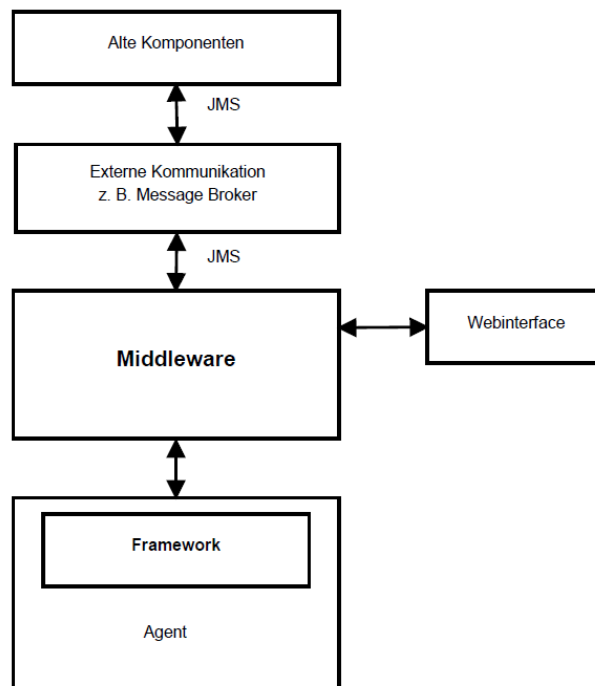 Alte Komponenten
JMS
Externe Kommunikation
z. B. Message Broker
JMS
Middleware
Webinterface
Framework
Agent